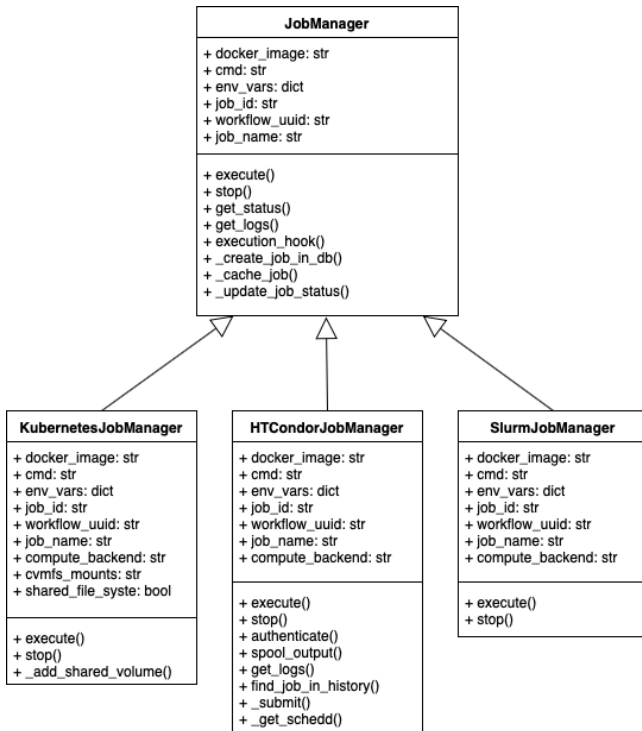 JobManager
+ docker_image: str
+ cmd: str
+ env_vars: dict
+ job_id: str
+ workflow_uuid: str
+ job_name: str
+ execute()
+ stop()
+ get_status()
+ get_logs()
+ execution_hook()
+ _create_job_in_db()
+ _cache_job()
+ _update_job_status()
KubernetesJobManager
+ docker_image: str
+ cmd: str
+ env_vars: dict
+ job_id: str
+ workflow_uuid: str
+ job_name: str
+ compute_backend: str
+ cvmfs_mounts: str
+ shared_file_syste: bool
+ execute()
+ stop()
+ _add_shared_volume()
HTCondorJobManager
+ docker_image: str
+ cmd: str
+ env_vars: dict
+ job_id: str
+ workflow_uuid: str
+ job_name: str
+ compute_backend: str
+ execute()
+ stop()
+ authenticate()
+ spool_output()
+ get_logs()
+ find_job_in_history()
+ _submit()
+ _get_schedd()
SlurmJobManager
+ docker_image: str
+ cmd: str
+ env_vars: dict
+ job_id: str
+ workflow_uuid: str
+ job_name: str
+ compute_backend: str
+ execute()
+ stop()